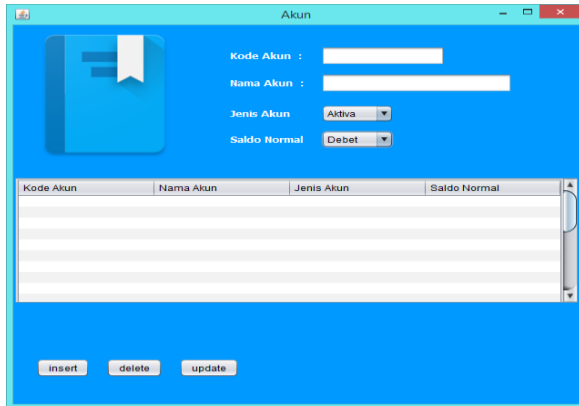 Akun
Kode Akun :
Nama Akun :
Jenis Akun Aktiva
Saldo Normal Debet
Kode Akun Nama Akun Jenis Akun Saldo Normal
insert delete update